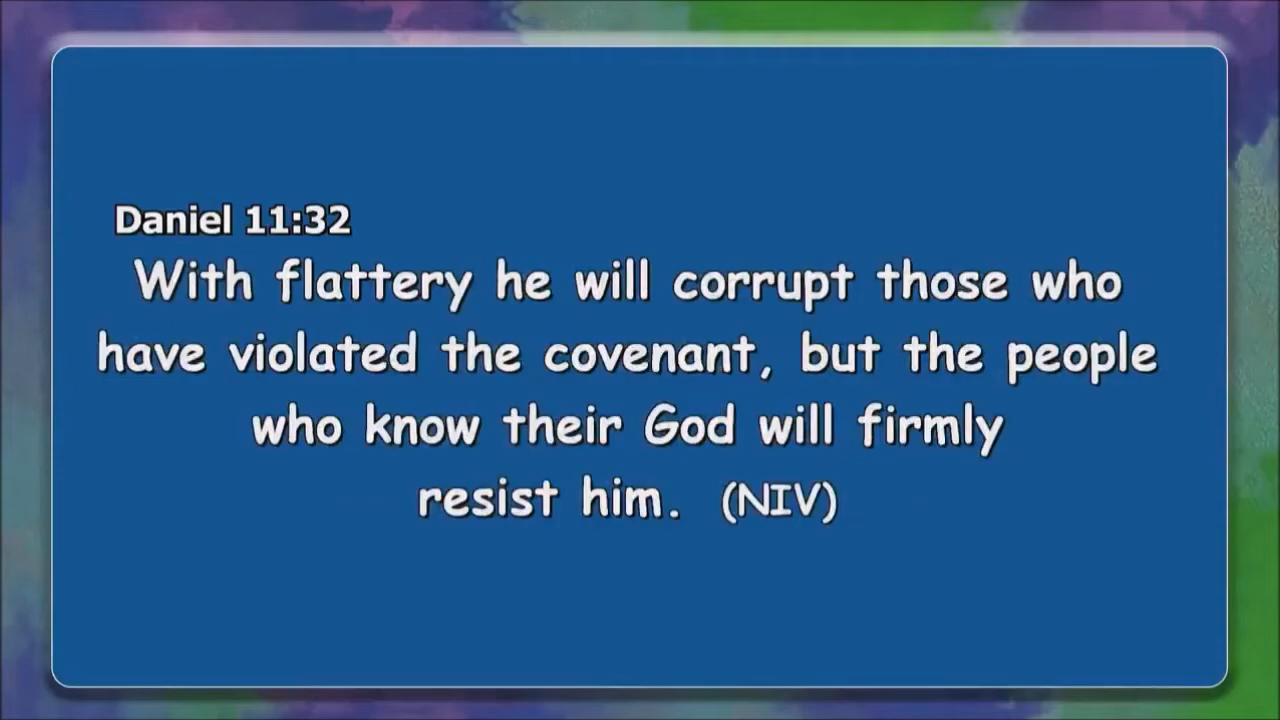 Daniel 11:32
With flattery he will corrupt those who
have violated the covenant, but the people
who know their God will firmly
resist him. (NIV)